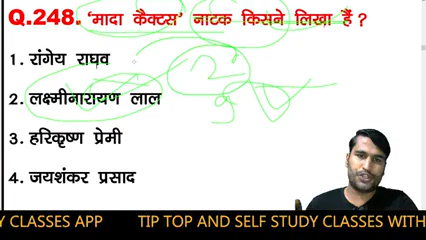 Q.248. 'मादा कैक्टस' नाटक किसने लिखा हैं ?
1. रांगेय राघव
2. लक्ष्मीनारायण लाल
3. हरिकृष्ण प्रेमी
4. जयशंकर प्रसाद
Y CLASSES APP TIP TOP AND SELF STUDY CLASSES WITH